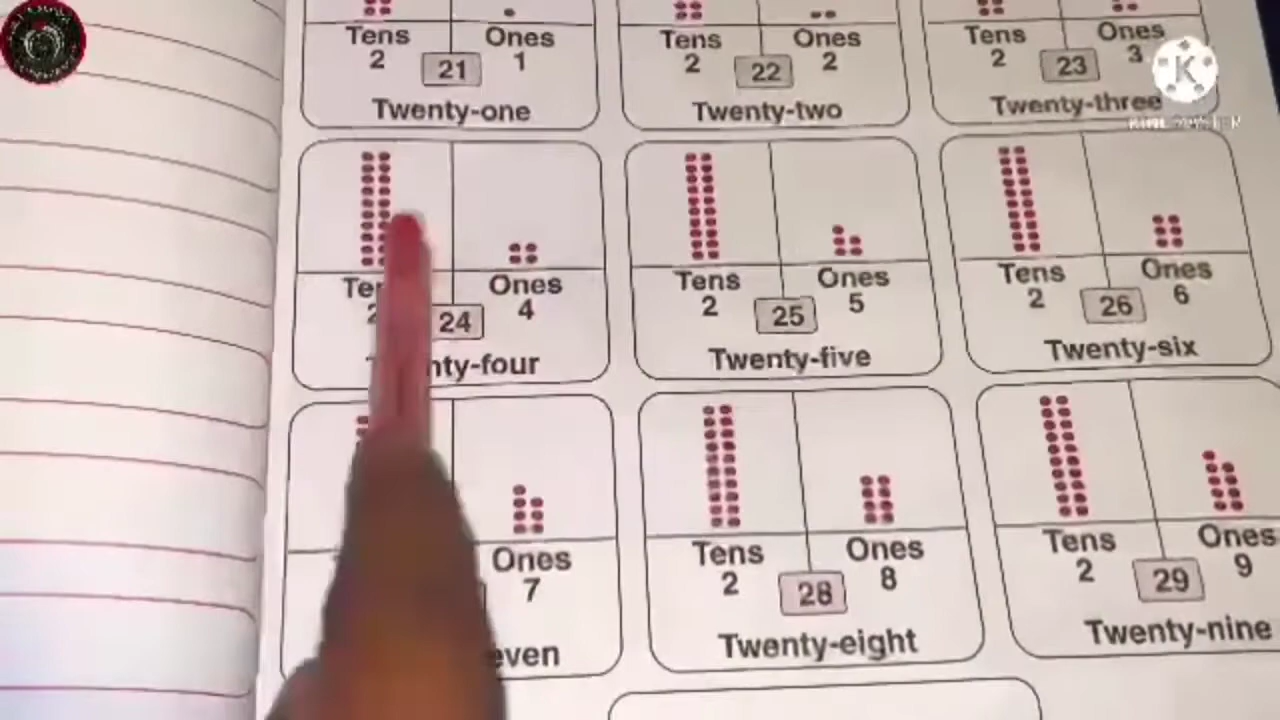 Tens Ones
2 21 1
Twenty-one
Tens Ones
2 22 2
Twenty-two
Tens Ones
2 23 3
Twenty-three
K
Ones
24 4
nty-four
Tens Ones
2 25 5
Twenty-five
Tens Ones
2 26 6
Twenty-six
Ones
7
even
Tens Ones
2 28 8
Twenty-eight
Tens Ones
2 29 9
Twenty-nine